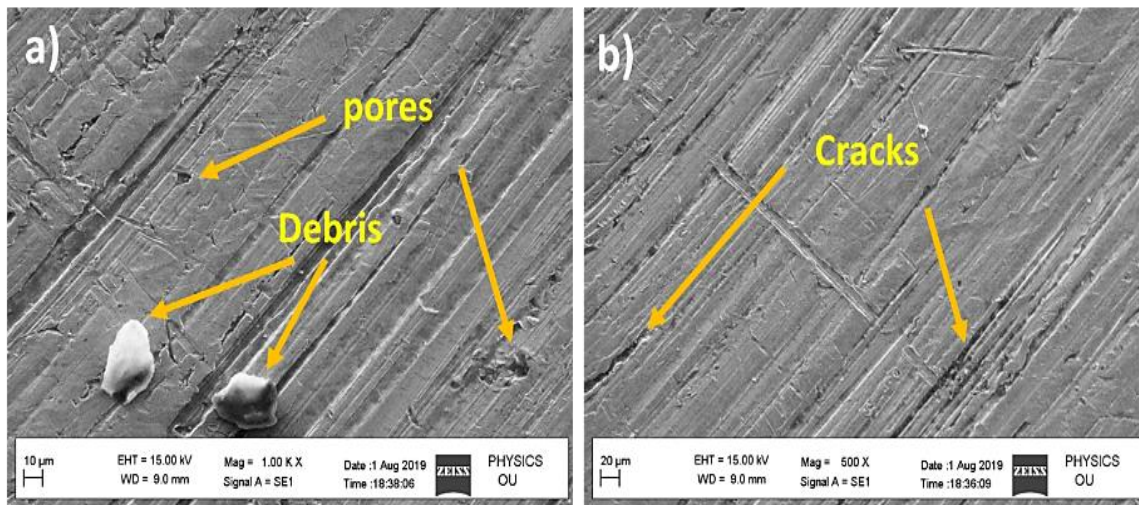 a)
pores
Debris
10 µm
EHT = 15.00 kV
WD = 9.0 mm
Mag = 1.00 K X
Signal A = SE1
Date :1 Aug 2019
Time :18:38:06
ZEISS
PHYSICS
OU
b)
Cracks
20 µm
EHT = 15.00 kV
WD = 9.0 mm
Mag = 500 X
Signal A = SE1
Date :1 Aug 2019
Time :18:36:09
ZEISS
PHYSICS
OU